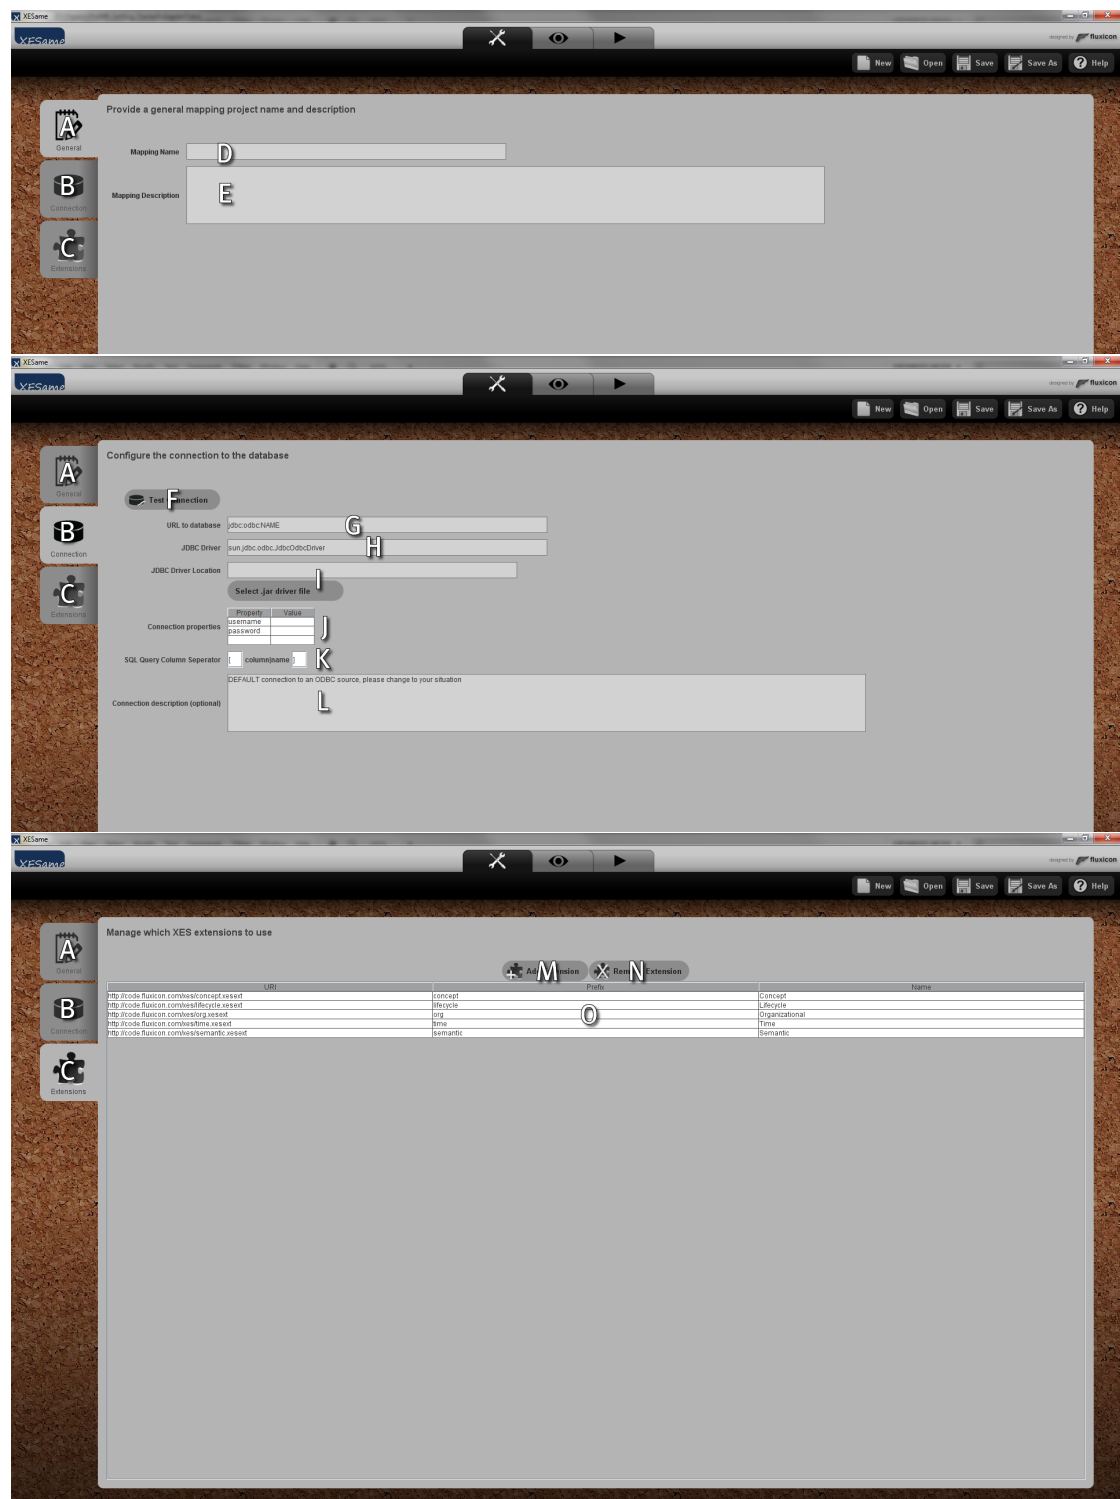 XESame
XESame
designed by fluxicon
New Open Save Save As Help
Provide a general mapping project name and description
A
General
Mapping Name D
B
Connection
Mapping Description E
C
Extensions
XESame
XESame
designed by fluxicon
New Open Save Save As Help
Configure the connection to the database
A
General
Test Connection F
URL to database jdbc:odbc:NAME G
B
Connection
JDBC Driver sun.jdbc.odbc.JdbcOdbcDriver H
JDBC Driver Location I
C
Extensions
Select .jar driver file
Property Value
username
Connection properties J
password
SQL Query Column Seperator [ column|name ] K
DEFAULT connection to an ODBC source, please change to your situation
Connection description (optional) L
XESame
XESame
designed by fluxicon
New Open Save Save As Help
Manage which XES extensions to use
A
General
Add Extension M Remove Extension N
URI Prefix Name
http://code.fluxicon.com/xes/concept.xesext concept Concept
http://code.fluxicon.com/xes/lifecycle.xesext lifecycle Lifecycle
http://code.fluxicon.com/xes/org.xesext org O Organizational
http://code.fluxicon.com/xes/time.xesext time Time
http://code.fluxicon.com/xes/semantic.xesext semantic Semantic
B
Connection
C
Extensions